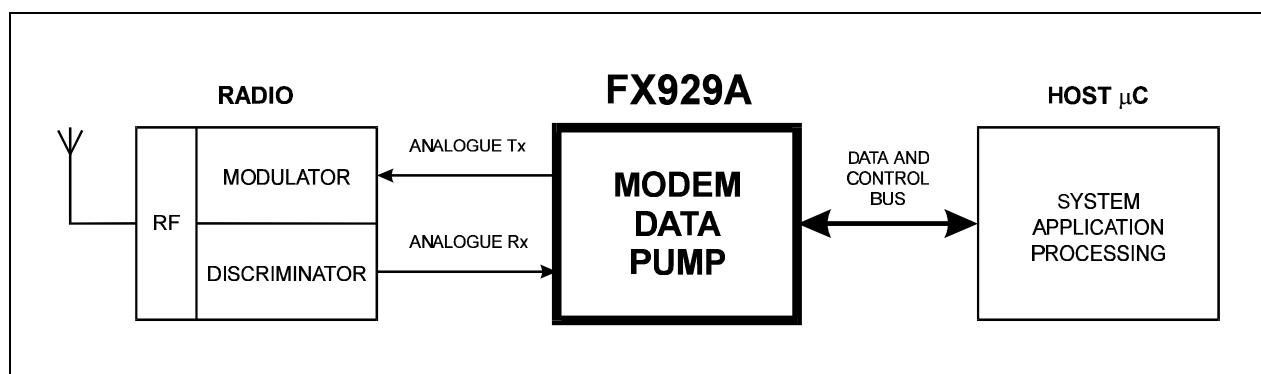 RADIO
FX929A
HOST μC
RF
MODULATOR
DISCRIMINATOR
ANALOGUE Tx
ANALOGUE Rx
MODEM
DATA
PUMP
DATA AND
CONTROL
BUS
SYSTEM
APPLICATION
PROCESSING